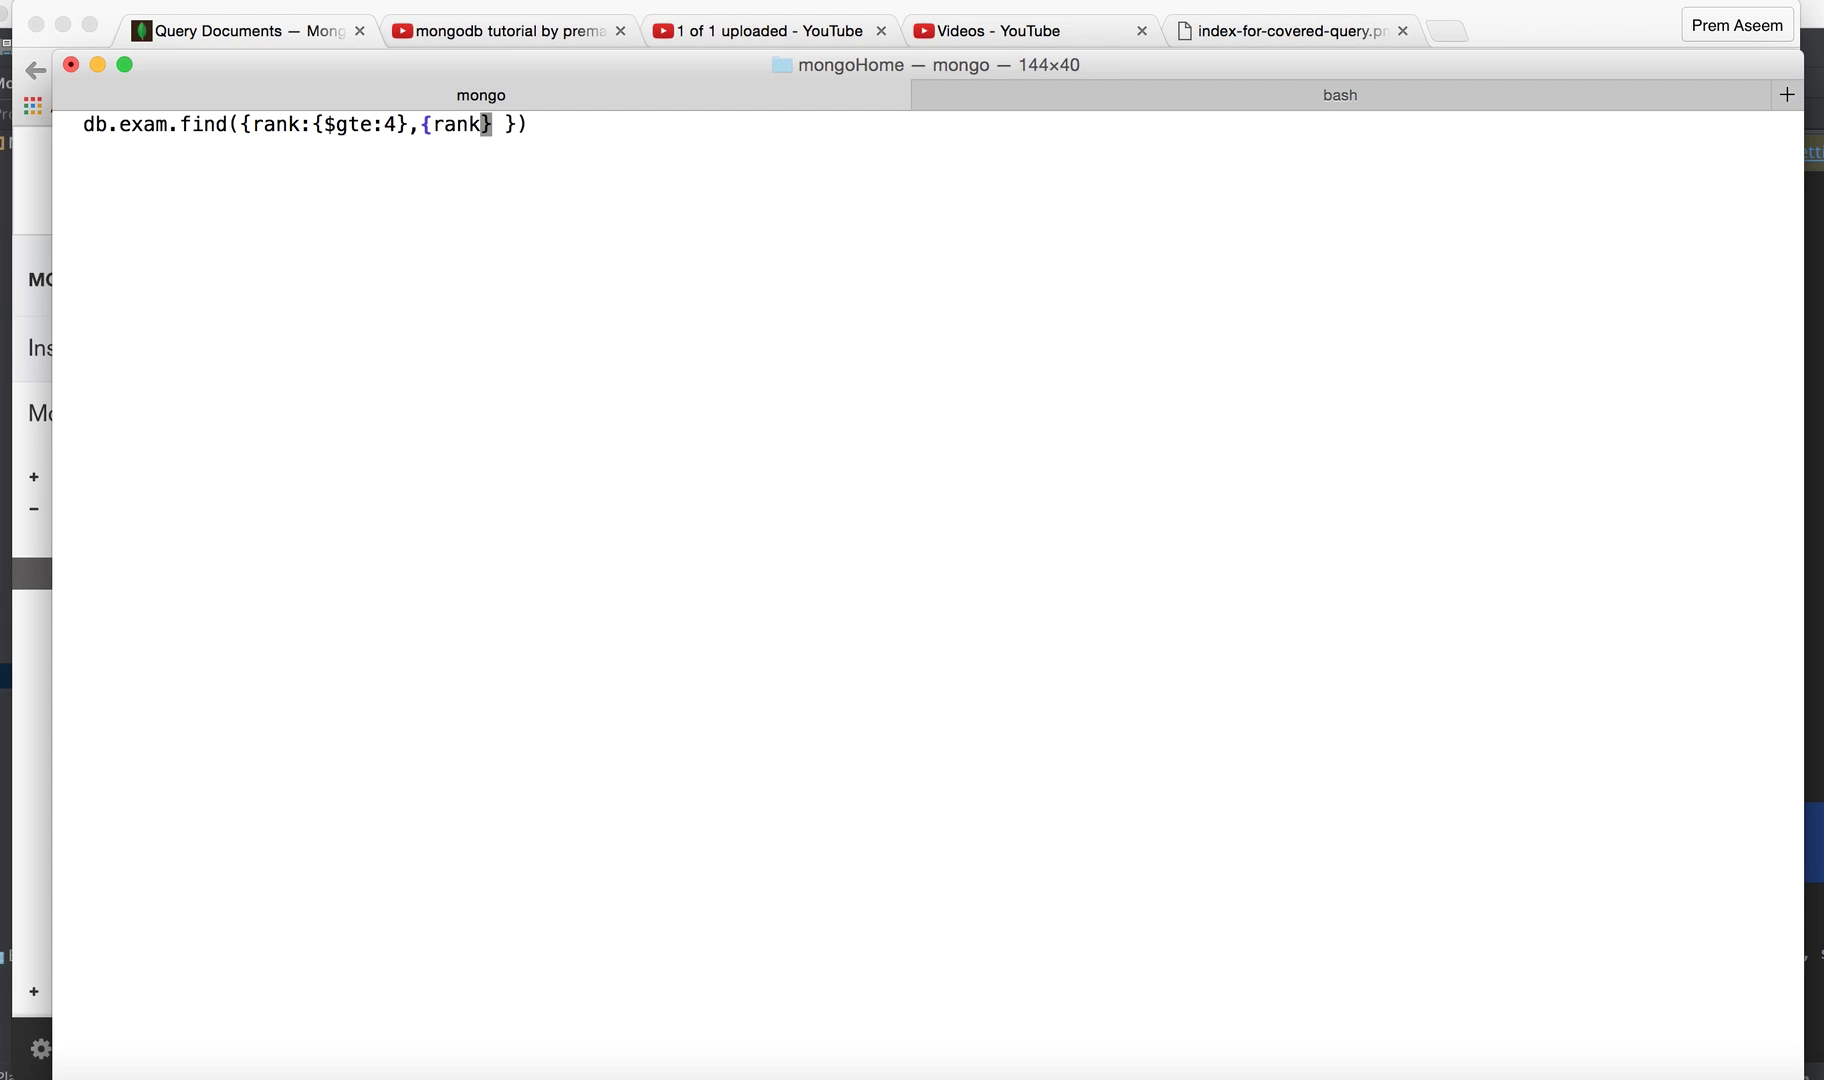 Query Documents — Mong
mongodb tutorial by prema
1 of 1 uploaded - YouTube
Videos - YouTube
index-for-covered-query.pr
Prem Aseem
mongoHome — mongo — 144×40
mongo
bash
db.exam.find({rank:{$gte:4},{rank} })
MO
Ins
Mo